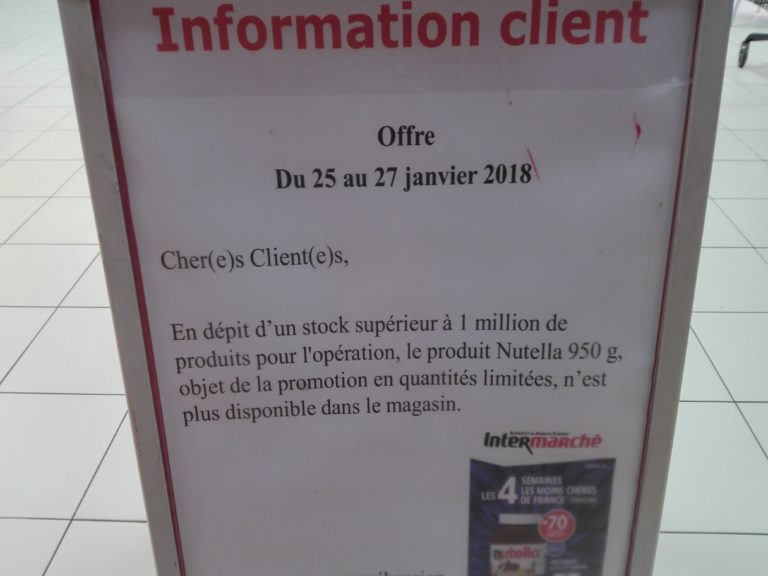 Information client
Offre
Du 25 au 27 janvier 2018
Cher(e)s Client(e)s,
En dépit d'un stock supérieur à 1 million de
produits pour l'opération, le produit Nutella 950 g,
objet de la promotion en quantités limitées, n'est
plus disponible dans le magasin.
Intermarché
LES 4 SEMAINES
LES MOINS CHÈRES
DE FRANCE
-70
nutella